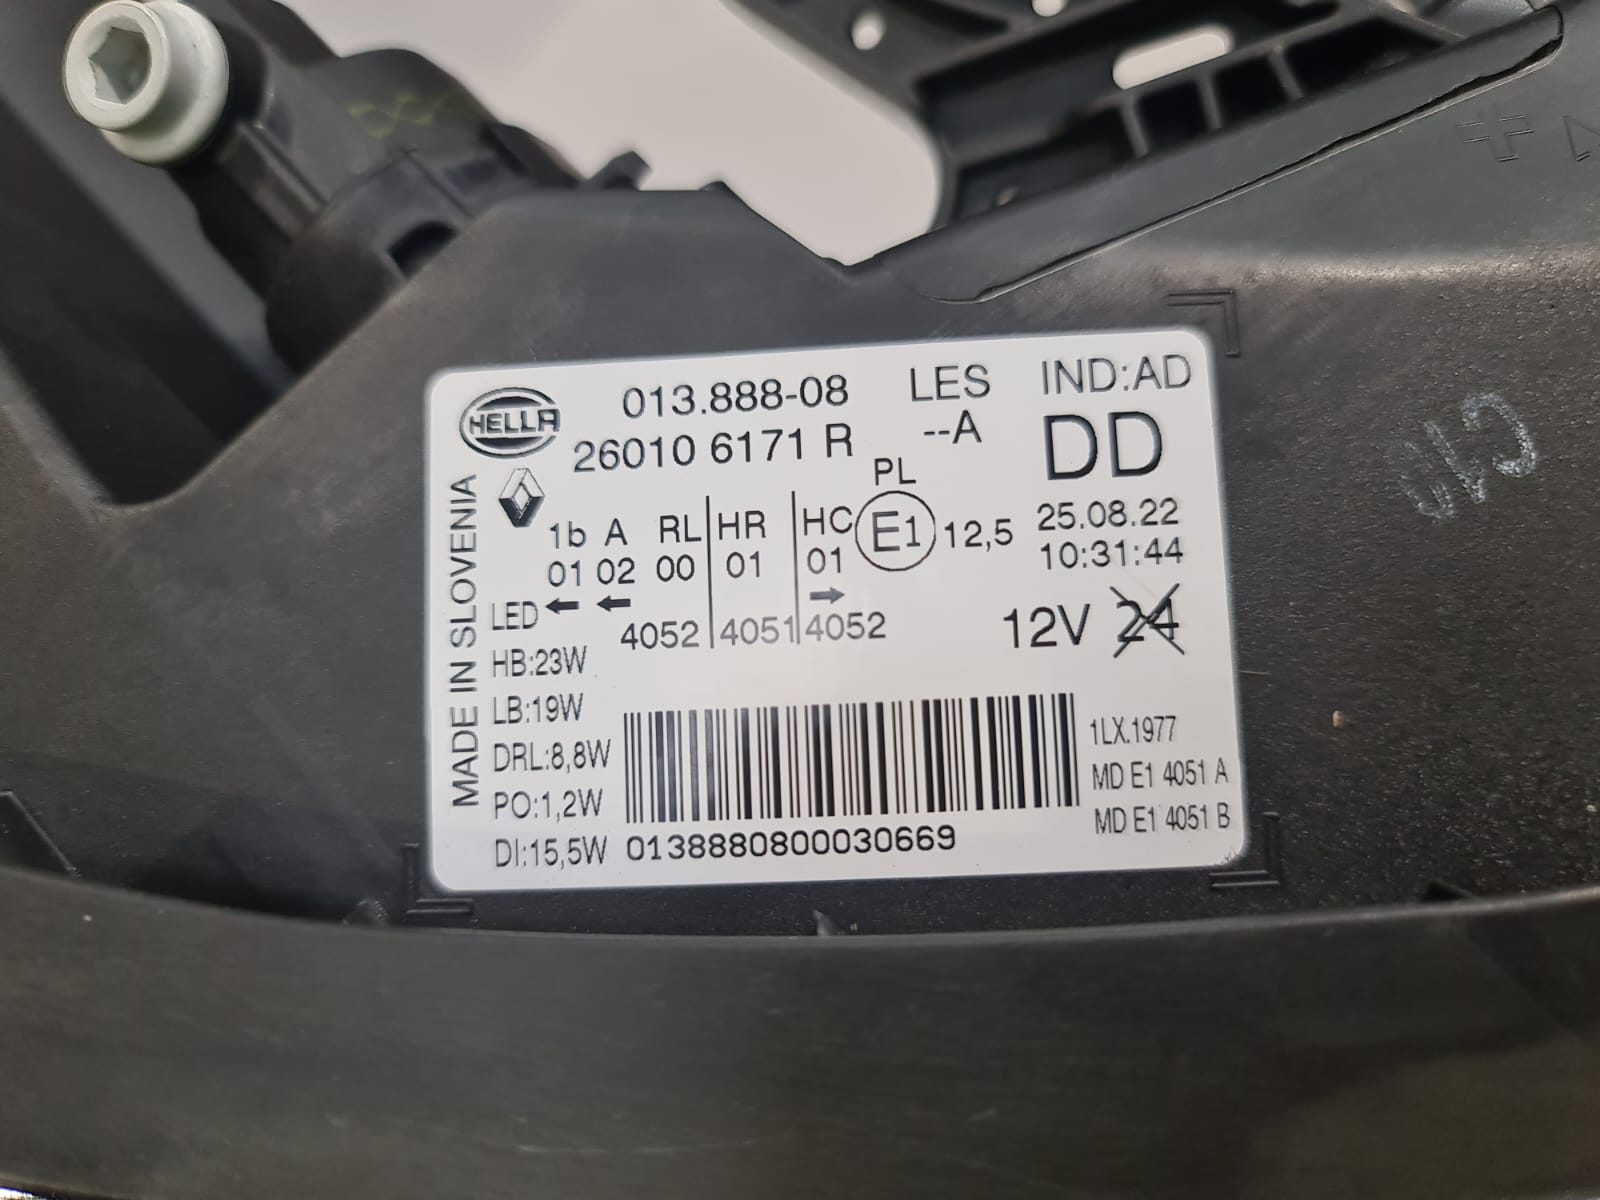 HELLA
013.888-08
LES
IND:AD
26010 6171 R
--A
DD
PL
1b A RL HR HC E1 12,5
25.08.22
01 02 00 01 01
10:31:44
LED ← ← →
4052 4051 4052
12V 24
HB:23W
LB:19W
DRL:8,8W
PO:1,2W
DI:15,5W
0138880800030669
1LX.1977
MD E1 4051 A
MD E1 4051 B
MADE IN SLOVENIA